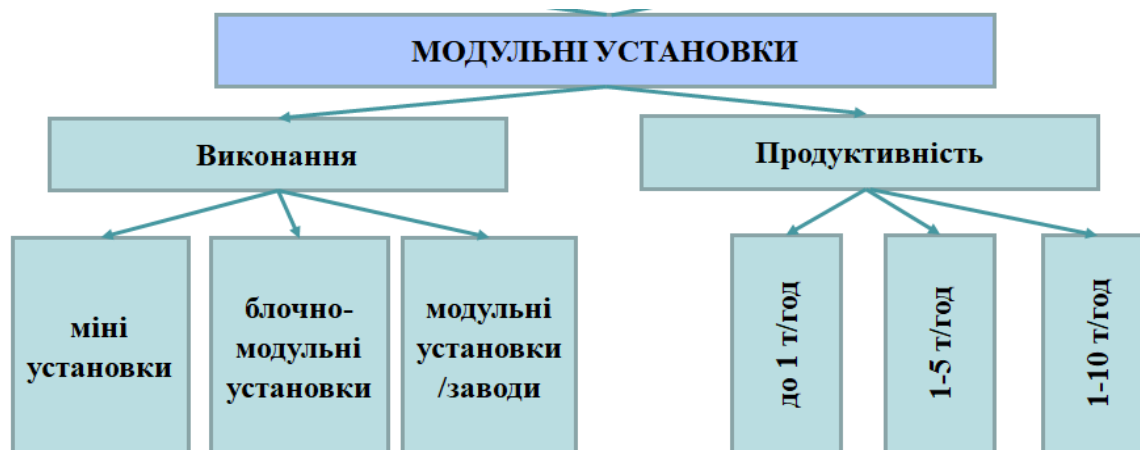 МОДУЛЬНІ УСТАНОВКИ
Виконання
Продуктивність
міні
установки
блочно-
модульні
установки
модульні
установки
/заводи
до 1 т/год
1-5 т/год
1-10 т/год